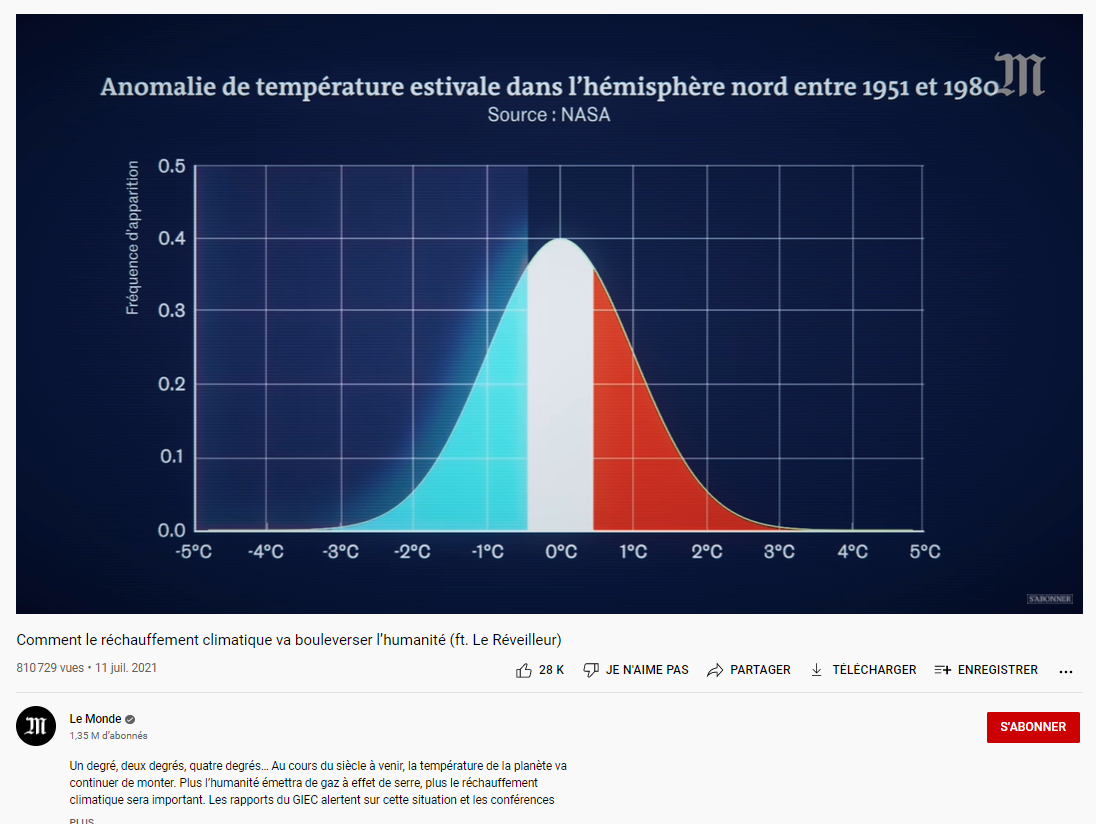 Anomalie de température estivale dans l'hémisphère nord entre 1951 et 1980
Source : NASA
Fréquence d'apparition
0.5
0.4
0.3
0.2
0.1
0.0
-5°C -4°C -3°C -2°C -1°C 0°C 1°C 2°C 3°C 4°C 5°C
S'ABONNER
Comment le réchauffement climatique va bouleverser l'humanité (ft. Le Réveilleur)
810 729 vues • 11 juil. 2021
28 K JE N'AIME PAS PARTAGER TÉLÉCHARGER ENREGISTRER
Le Monde
1,35 M d'abonnés
S'ABONNER
Un degré, deux degrés, quatre degrés... Au cours du siècle à venir, la température de la planète va
continuer de monter. Plus l'humanité émettra de gaz à effet de serre, plus le réchauffement
climatique sera important. Les rapports du GIEC alertent sur cette situation et les conférences
PLUS